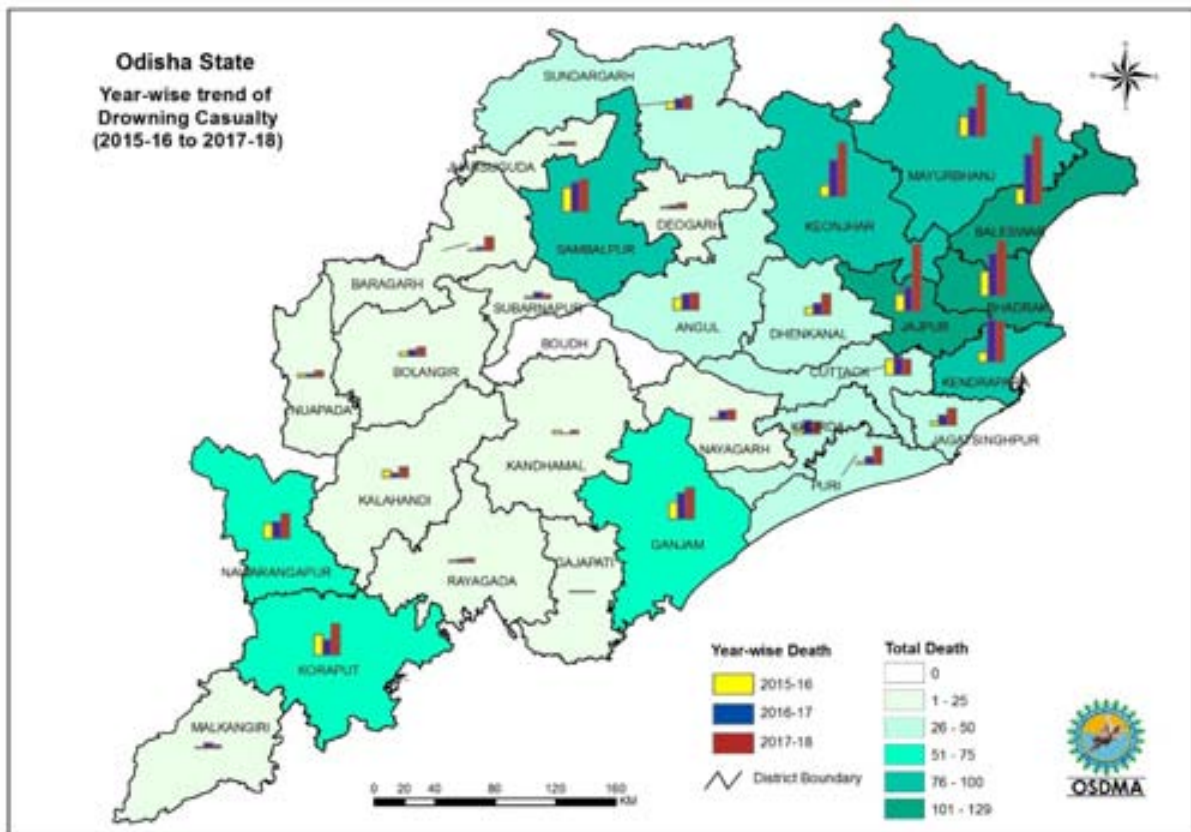 Odisha State
Year-wise trend of
Drowning Casualty
(2015-16 to 2017-18)
SUNDARGARH
JHARSUGUDA
SAMBALPUR
DEOGARH
KEONJHAR
MAYURBHANJ
BALESWAR
BHADRAK
BARAGARH
SUBARNAPUR
ANGUL
DHENKANAL
JAJPUR
BOUDH
CUTTACK
KENDRAPARA
BOLANGIR
NUAPADA
NAYAGARH
JAGATSINGHPUR
KANDHAMAL
PURI
KALAHANDI
GANJAM
NAWARANGAPUR
RAYAGADA
GAJAPATI
KORAPUT
MALKANGIRI
Year-wise Death
2015-16
2016-17
2017-18
District Boundary
Total Death
0
1 - 25
26 - 50
51 - 75
76 - 100
101 - 129
0 20 40 80 120 160
KM
OSDMA